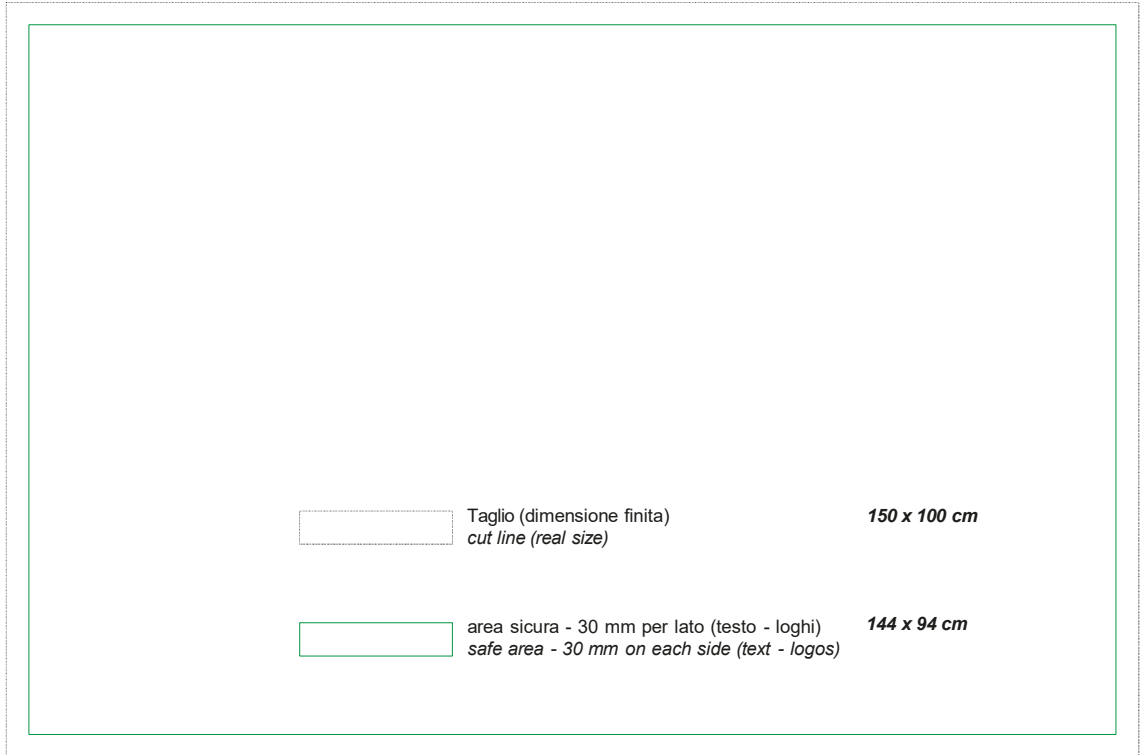 Taglio (dimensione finita)
cut line (real size)
150 x 100 cm
area sicura - 30 mm per lato (testo - loghi)
safe area - 30 mm on each side (text - logos)
144 x 94 cm